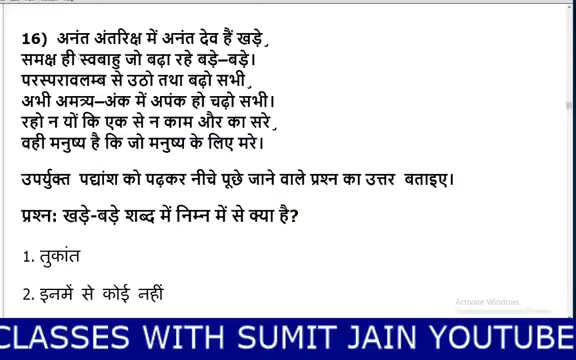 16) अनंत अंतरिक्ष में अनंत देव हैं खड़े¸
समक्ष ही स्वबाहु जो बढ़ा रहे बड़े–बड़े।
परस्परावलम्ब से उठो तथा बढ़ो सभी¸
अभी अमत्र्य–अंक में अपंक हो चढ़ो सभी।
रहो न यों कि एक से न काम और का सरे¸
वही मनुष्य है कि जो मनुष्य के लिए मरे।
उपर्युक्त पद्यांश को पढ़कर नीचे पूछे जाने वाले प्रश्न का उत्तर बताइए।
प्रश्न: खड़े-बड़े शब्द में निम्न में से क्या है?
1. तुकांत
2. इनमें से कोई नहीं
Activate Windows
CLASSES WITH SUMIT JAIN YOUTUBE